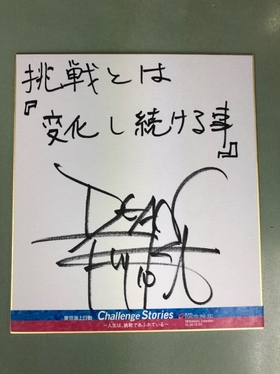 挑戦とは
『変化し続ける事』
DEAN
FUJI
東京海上日動 Challenge Stories
〜人生は、挑戦であふれている〜